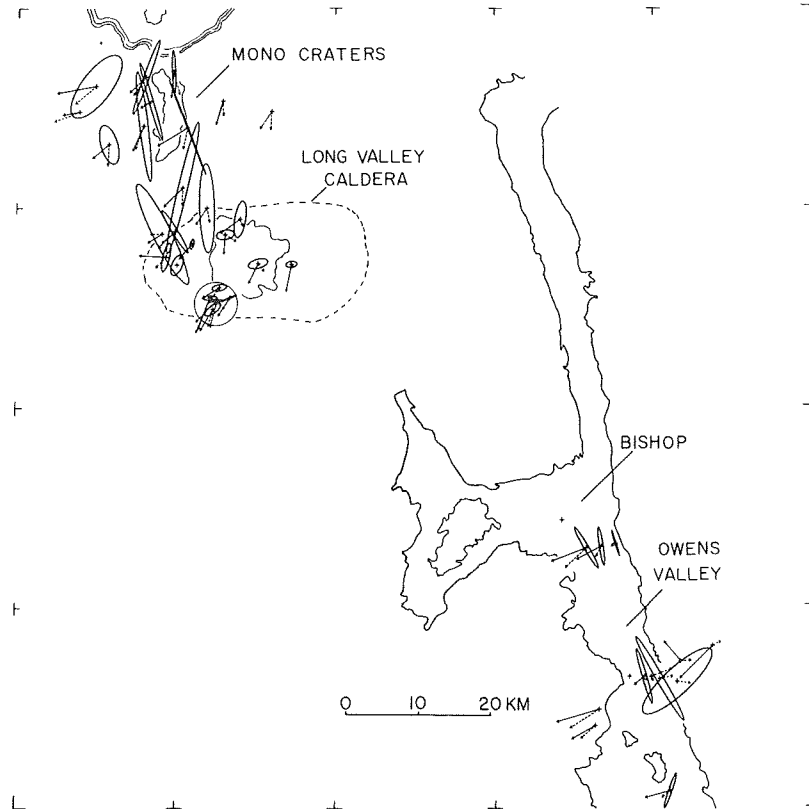 MONO CRATERS
LONG VALLEY
CALDERA
BISHOP
OWENS
VALLEY
0 10 20 KM